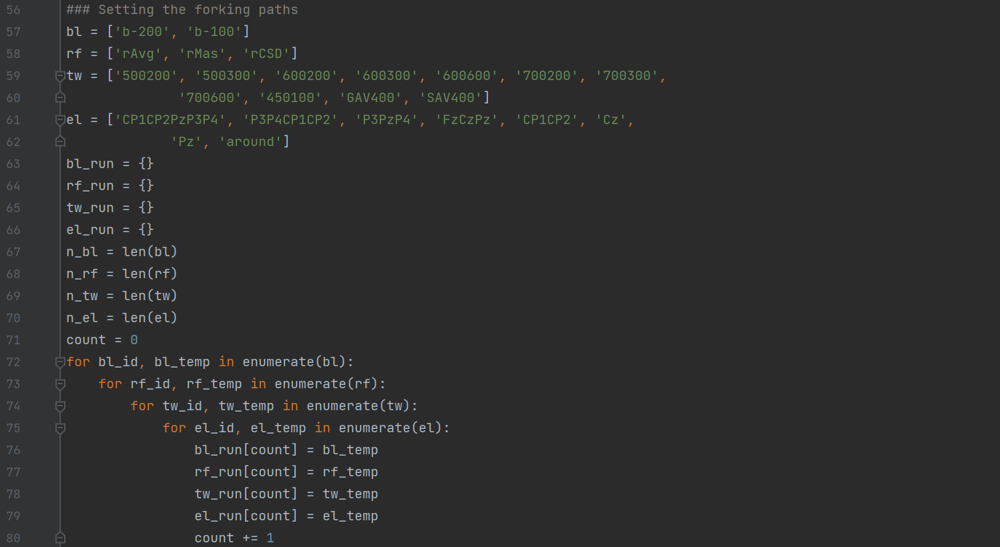 56 ### Setting the forking paths
57 bl = ['b-200', 'b-100']
58 rf = ['rAvg', 'rMas', 'rCSD']
59 tw = ['500200', '500300', '600200', '600300', '600600', '700200', '700300',
60               '700600', '450100', 'GAV400', 'SAV400']
61 el = ['CP1CP2PzP3P4', 'P3P4CP1CP2', 'P3PzP4', 'FzCzPz', 'CP1CP2', 'Cz',
62              'Pz', 'around']
63 bl_run = {}
64 rf_run = {}
65 tw_run = {}
66 el_run = {}
67 n_bl = len(bl)
68 n_rf = len(rf)
69 n_tw = len(tw)
70 n_el = len(el)
71 count = 0
72 for bl_id, bl_temp in enumerate(bl):
73     for rf_id, rf_temp in enumerate(rf):
74         for tw_id, tw_temp in enumerate(tw):
75             for el_id, el_temp in enumerate(el):
76                 bl_run[count] = bl_temp
77                 rf_run[count] = rf_temp
78                 tw_run[count] = tw_temp
79                 el_run[count] = el_temp
80                 count += 1